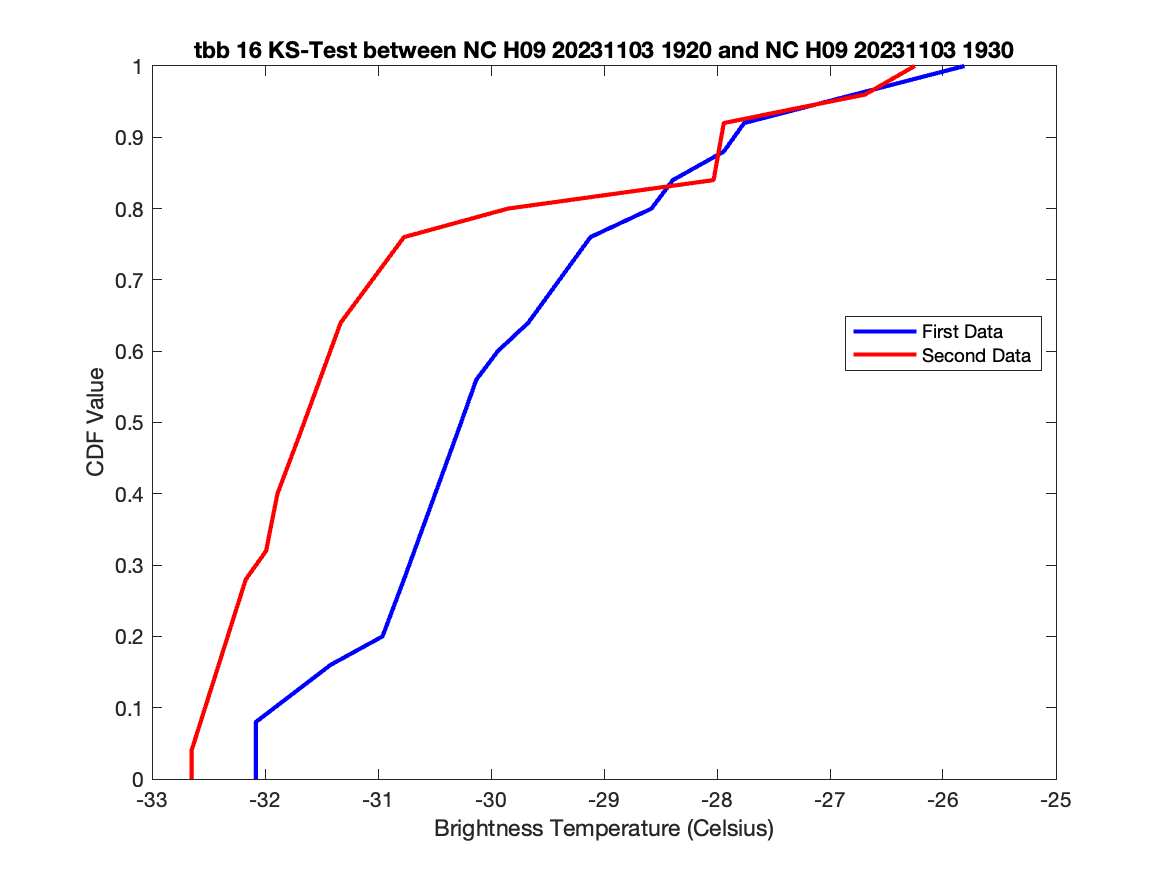 tbb 16 KS-Test between NC H09 20231103 1920 and NC H09 20231103 1930
1
0.9
0.8
0.7
0.6
0.5
0.4
0.3
0.2
0.1
0
CDF Value
First Data
Second Data
-33 -32 -31 -30 -29 -28 -27 -26 -25
Brightness Temperature (Celsius)